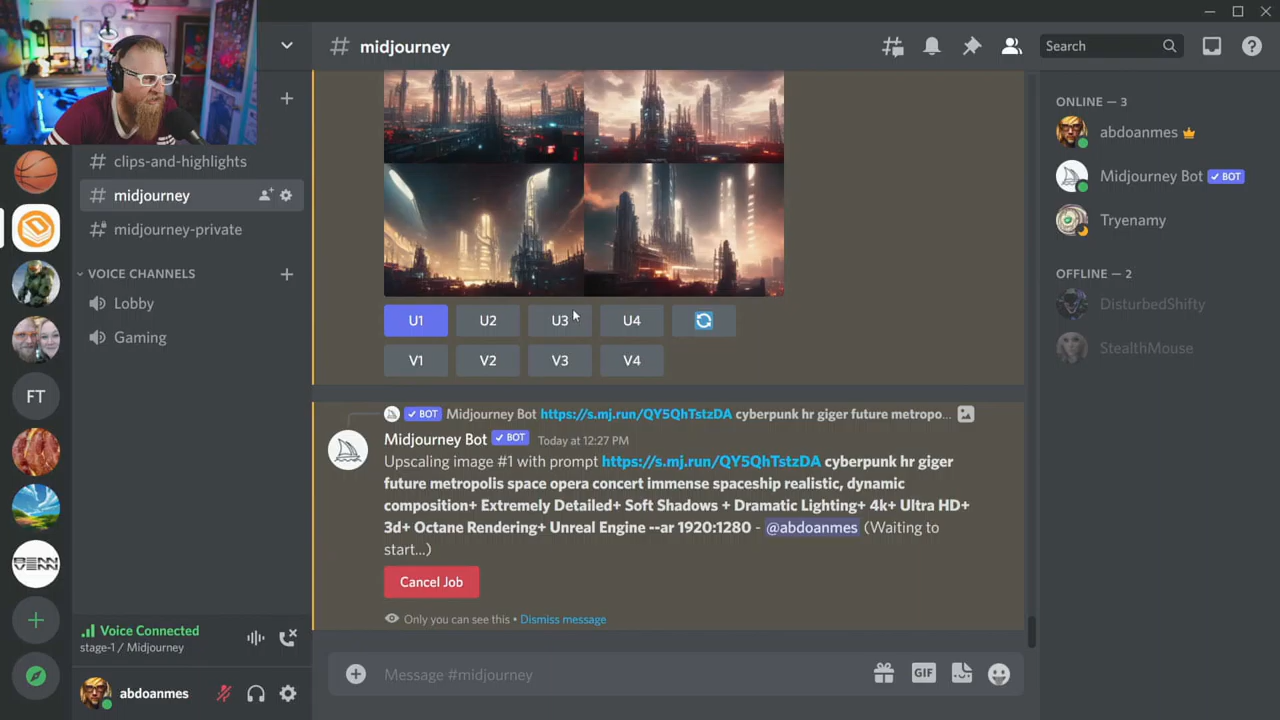 midjourney
Search
ONLINE — 3
abdoanmes
Midjourney Bot ✓ BOT
Tryenamy
OFFLINE — 2
DisturbedShifty
StealthMouse
# clips-and-highlights
# midjourney
# midjourney-private
VOICE CHANNELS
Lobby
Gaming
FT
BENN
VENN
Voice Connected
stage-1 / Midjourney
abdoanmes
U1 U2 U3 U4
V1 V2 V3 V4
✓ BOT Midjourney Bot https://s.mj.run/QY5QhTstzDA cyberpunk hr giger future metropo...
Midjourney Bot ✓ BOT Today at 12:27 PM
Upscaling image #1 with prompt https://s.mj.run/QY5QhTstzDA cyberpunk hr giger
future metropolis space opera concert immense spaceship realistic, dynamic
composition+ Extremely Detailed+ Soft Shadows + Dramatic Lighting+ 4k+ Ultra HD+
3d+ Octane Rendering+ Unreal Engine --ar 1920:1280 - @abdoanmes (Waiting to
start...)
Cancel Job
Only you can see this • Dismiss message
Message #midjourney
GIF